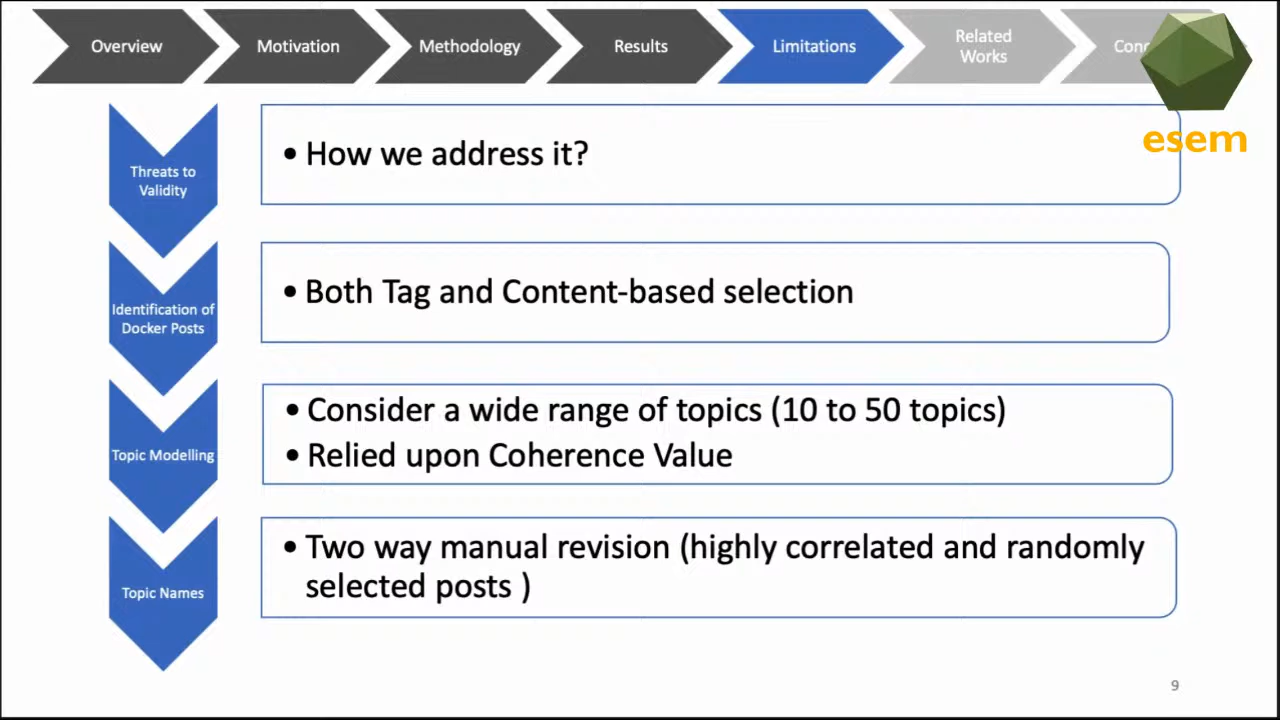 Overview
Motivation
Methodology
Results
Limitations
Related
Works
esem
Threats to
Validity
• How we address it?
Identification of
Docker Posts
• Both Tag and Content-based selection
Topic Modelling
• Consider a wide range of topics (10 to 50 topics)
• Relied upon Coherence Value
Topic Names
• Two way manual revision (highly correlated and randomly
selected posts )
9